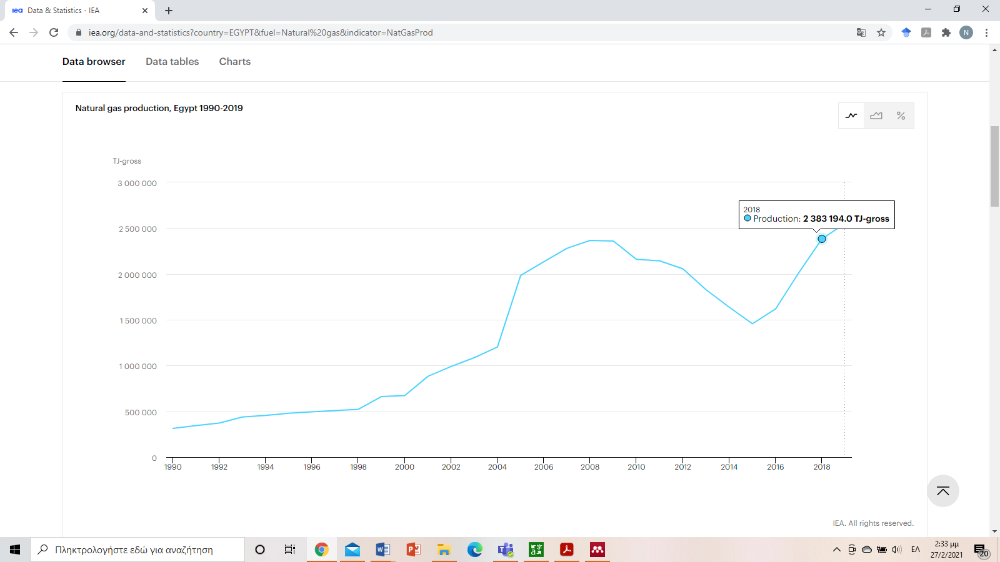 iea Data & Statistics - IEA
iea.org/data-and-statistics?country=EGYPT&fuel=Natural%20gas&indicator=NatGasProd
N
Data browser Data tables Charts
Natural gas production, Egypt 1990-2019
%
TJ-gross
3 000 000
2 500 000
2 000 000
1 500 000
1 000 000
500 000
0
2018
Production: 2 383 194.0 TJ-gross
1990 1992 1994 1996 1998 2000 2002 2004 2006 2008 2010 2012 2014 2016 2018
IEA. All rights reserved.
Πληκτρολογήστε εδώ για αναζήτηση
ΕΛ
2:33 μμ
27/2/2021
20